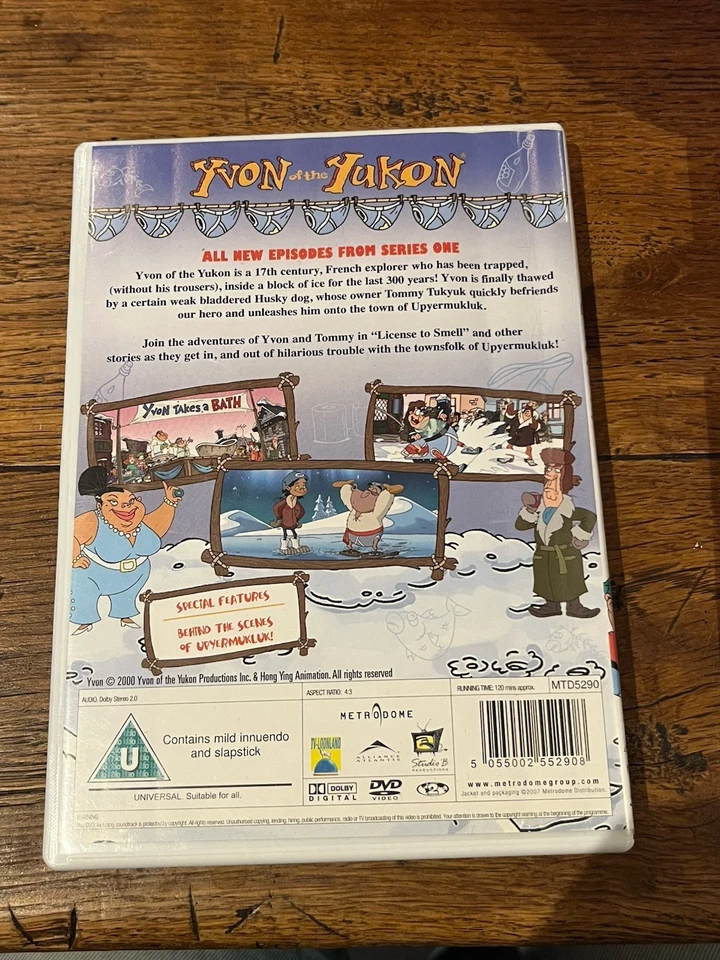 YVON of the YUKON
ALL NEW EPISODES FROM SERIES ONE
Yvon of the Yukon is a 17th century, French explorer who has been trapped,
(without his trousers), inside a block of ice for the last 300 years! Yvon is finally thawed
by a certain weak bladdered Husky dog, whose owner Tommy Tukyuk quickly befriends
our hero and unleashes him onto the town of Upyermukluk.
Join the adventures of Yvon and Tommy in “License to Smell” and other
stories as they get in, and out of hilarious trouble with the townsfolk of Upyermukluk!
YVON TAKES a BATH
SPECIAL FEATURES
BEHIND THE SCENES
OF UPYERMUKLUK!
Yvon © 2000 Yvon of the Yukon Productions Inc. & Hong Ying Animation. All rights reserved
AUDIO: Dolby Stereo 2.0
ASPECT RATIO: 4:3
RUNNING TIME: 120 mins approx.
MTD5290
U
Contains mild innuendo
and slapstick
UNIVERSAL. Suitable for all.
METRODOME
TV-LOONLAND
ALLIANCE
ATLANTIS
Studio B
PRODUCTIONS
DOLBY
DIGITAL
DVD
VIDEO
2
5 055002 552908
www.metrodomegroup.com
Jacket and packaging ©2007 Metrodome Distribution.
WARNING